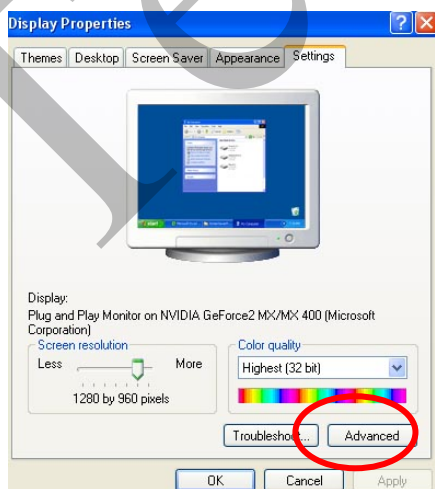 Display Properties
Themes Desktop Screen Saver Appearance Settings
Display:
Plug and Play Monitor on NVIDIA GeForce2 MX/MX 400 (Microsoft
Corporation)
Screen resolution
Less More
1280 by 960 pixels
Color quality
Highest (32 bit)
Troubleshoot... Advanced
OK Cancel Apply